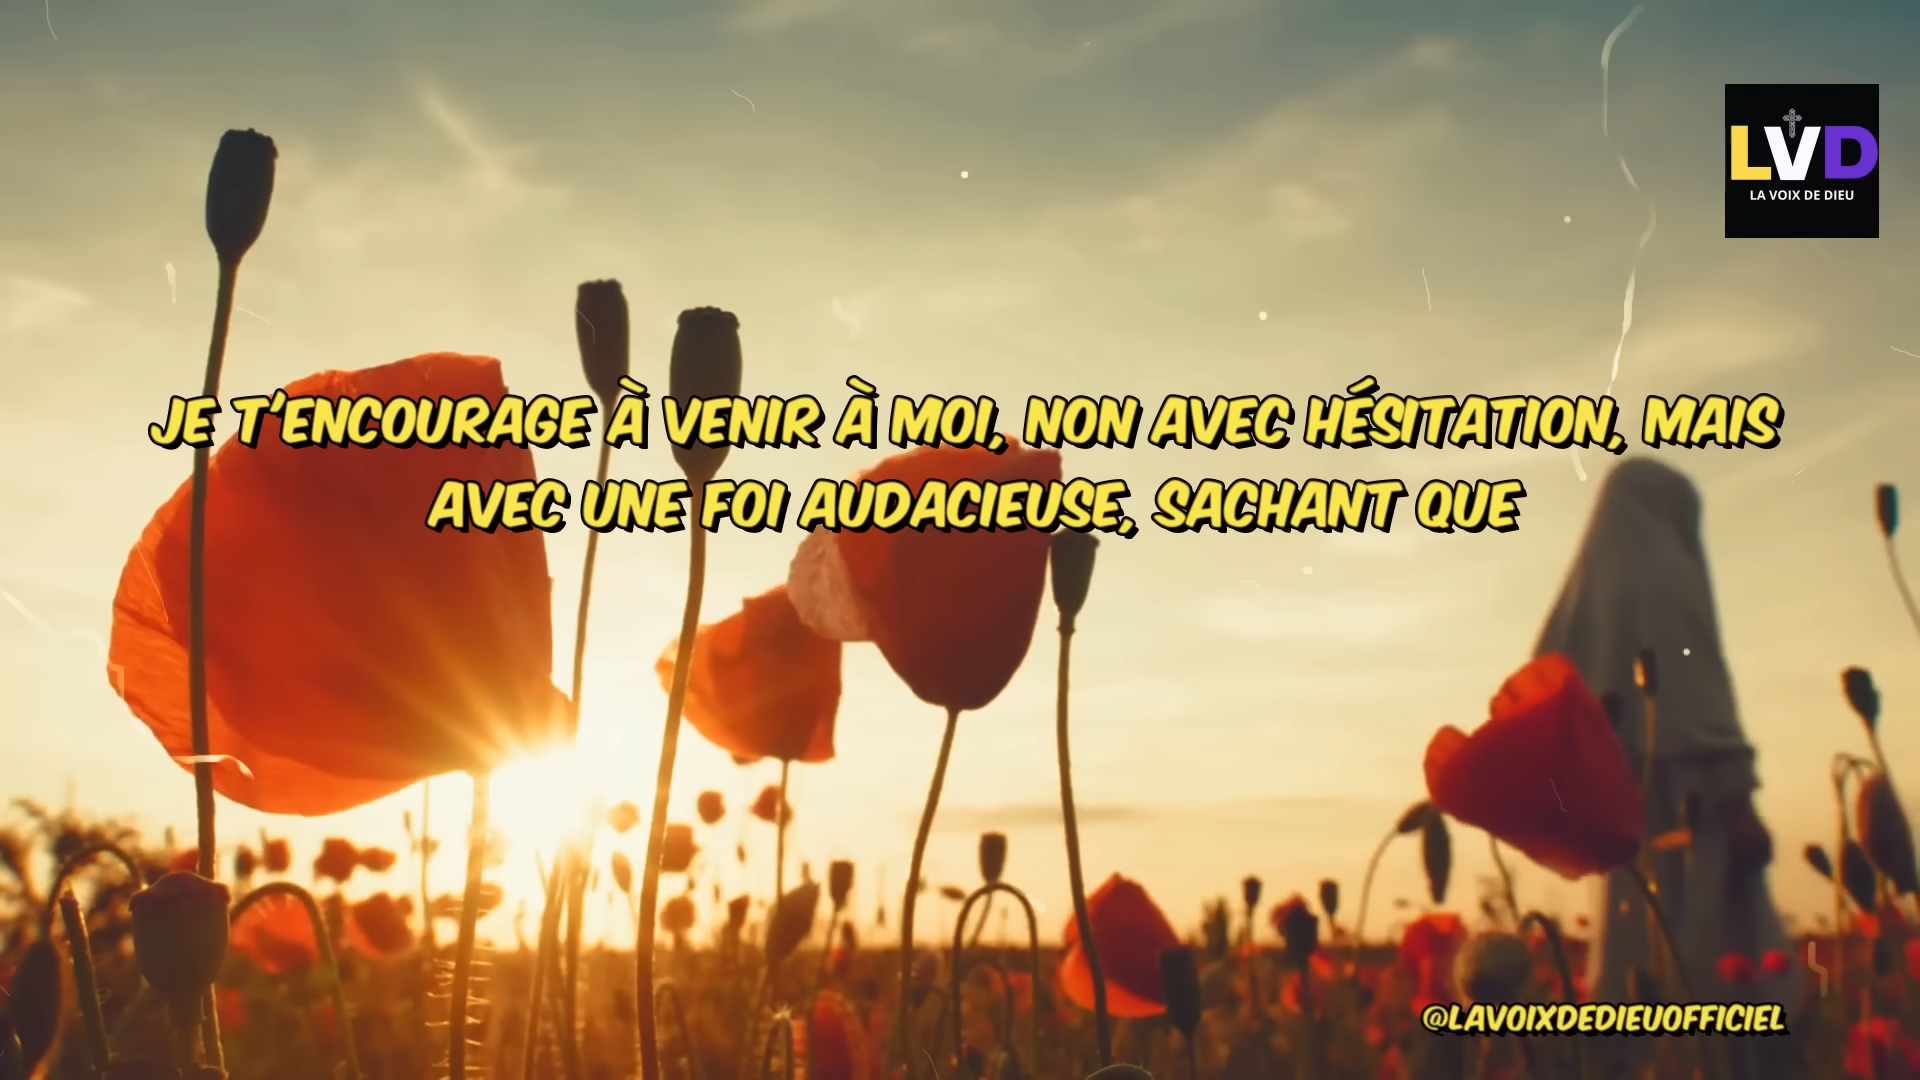 LVD
LA VOIX DE DIEU
JE T'ENCOURAGE À VENIR À MOI, NON AVEC HÉSITATION, MAIS
AVEC UNE FOI AUDACIEUSE, SACHANT QUE
@LAVOIXDEDIEUOFFICIEL